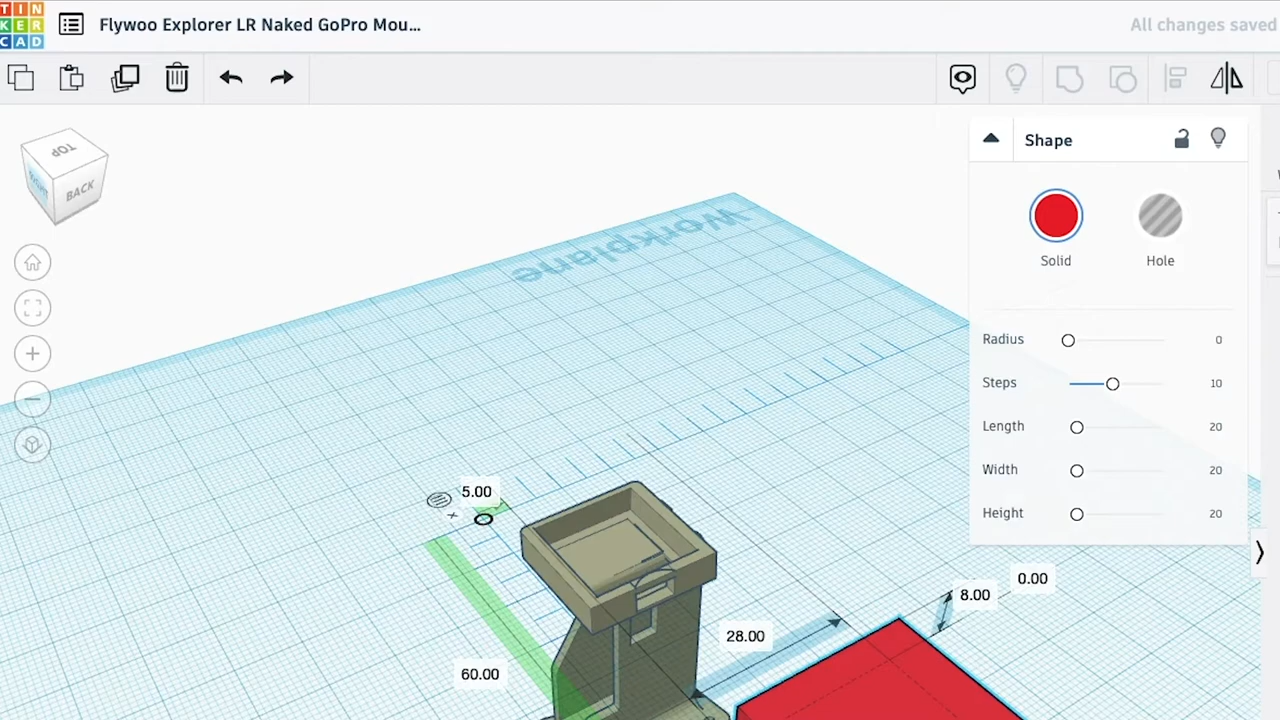 TIN
KER
CAD
Flywoo Explorer LR Naked GoPro Mou...
All changes saved
TOP
RIGHT
BACK
Workplane
Shape
Solid
Hole
Radius 0
Steps 10
Length 20
Width 20
Height 20
5.00
0.00
8.00
28.00
60.00